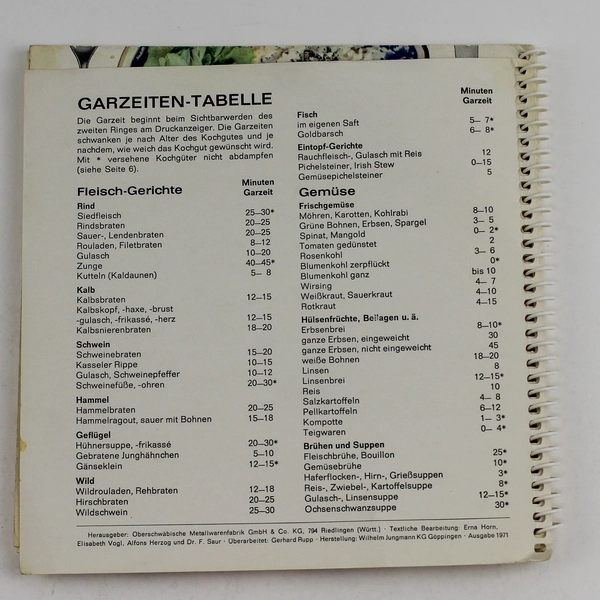 GARZEITEN-TABELLE
Die Garzeit beginnt beim Sichtbarwerden des
zweiten Ringes am Druckanzeiger. Die Garzeiten
schwanken je nach Alter des Kochgutes und je
nachdem, wie weich das Kochgut gewünscht wird.
Mit * versehene Kochgüter nicht abdampfen
(siehe Seite 6).
Minuten
Fleisch-Gerichte Garzeit
Rind
Siedfleisch 25–30*
Rindsbraten 20–25
Sauer-, Lendenbraten 20–25
Rouladen, Filetbraten 8–12
Gulasch 10–20
Zunge 40–45*
Kutteln (Kaldaunen) 5– 8
Kalb
Kalbsbraten 12–15
Kalbskopf, -haxe, -brust
-gulasch, -frikassé, -herz 12–15
Kalbsnierenbraten 18–20
Schwein
Schweinebraten 15–20
Kasseler Rippe 10–15
Gulasch, Schweinepfeffer 10–12
Schweinefüße, -ohren 20–30*
Hammel
Hammelbraten 20–25
Hammelragout, sauer mit Bohnen 15–18
Geflügel
Hühnersuppe, -frikassé 20–30*
Gebratene Junghähnchen 5–10
Gänseklein 12–15*
Wild
Wildrouladen, Rehbraten 12–18
Hirschbraten 20–25
Wildschwein 25–30
Minuten
Garzeit
Fisch
im eigenen Saft 5– 7*
Goldbarsch 6– 8*
Eintopf-Gerichte
Rauchfleisch-, Gulasch mit Reis 12
Pichelsteiner, Irish Stew 0–15
Gemüsepichelsteiner 5
Gemüse
Frischgemüse
Möhren, Karotten, Kohlrabi 8–10
Grüne Bohnen, Erbsen, Spargel 3– 5
Spinat, Mangold 0– 2*
Tomaten gedünstet 2
Rosenkohl 3– 6
Blumenkohl zerpflückt 0*
Blumenkohl ganz bis 10
Wirsing 4– 7
Weißkraut, Sauerkraut 4–10
Rotkraut 4–15
Hülsenfrüchte, Beilagen u. ä.
Erbsenbrei 8–10*
ganze Erbsen, eingeweicht 30
ganze Erbsen, nicht eingeweicht 45
weiße Bohnen 18–20
Linsen 8
Linsenbrei 12–15*
Reis 10
Salzkartoffeln 4– 8
Pellkartoffeln 6–12
Kompotte 1– 3*
Teigwaren 0– 4*
Brühen und Suppen
Fleischbrühe, Bouillon 25*
Gemüsebrühe 10*
Haferflocken-, Hirn-, Grießsuppen 3*
Reis-, Zwiebel-, Kartoffelsuppe 8*
Gulasch-, Linsensuppe 12–15*
Ochsenschwanzsuppe 30*
Herausgeber: Oberschwäbische Metallwarenfabrik GmbH & Co. KG, 794 Riedlingen (Württ.) · Textliche Bearbeitung: Erna Horn,
Elisabeth Vogl, Alfons Herzog und Dr. F. Saur · Überarbeitet: Gerhard Rupp · Herstellung: Wilhelm Jungmann KG Göppingen · Ausgabe 1971